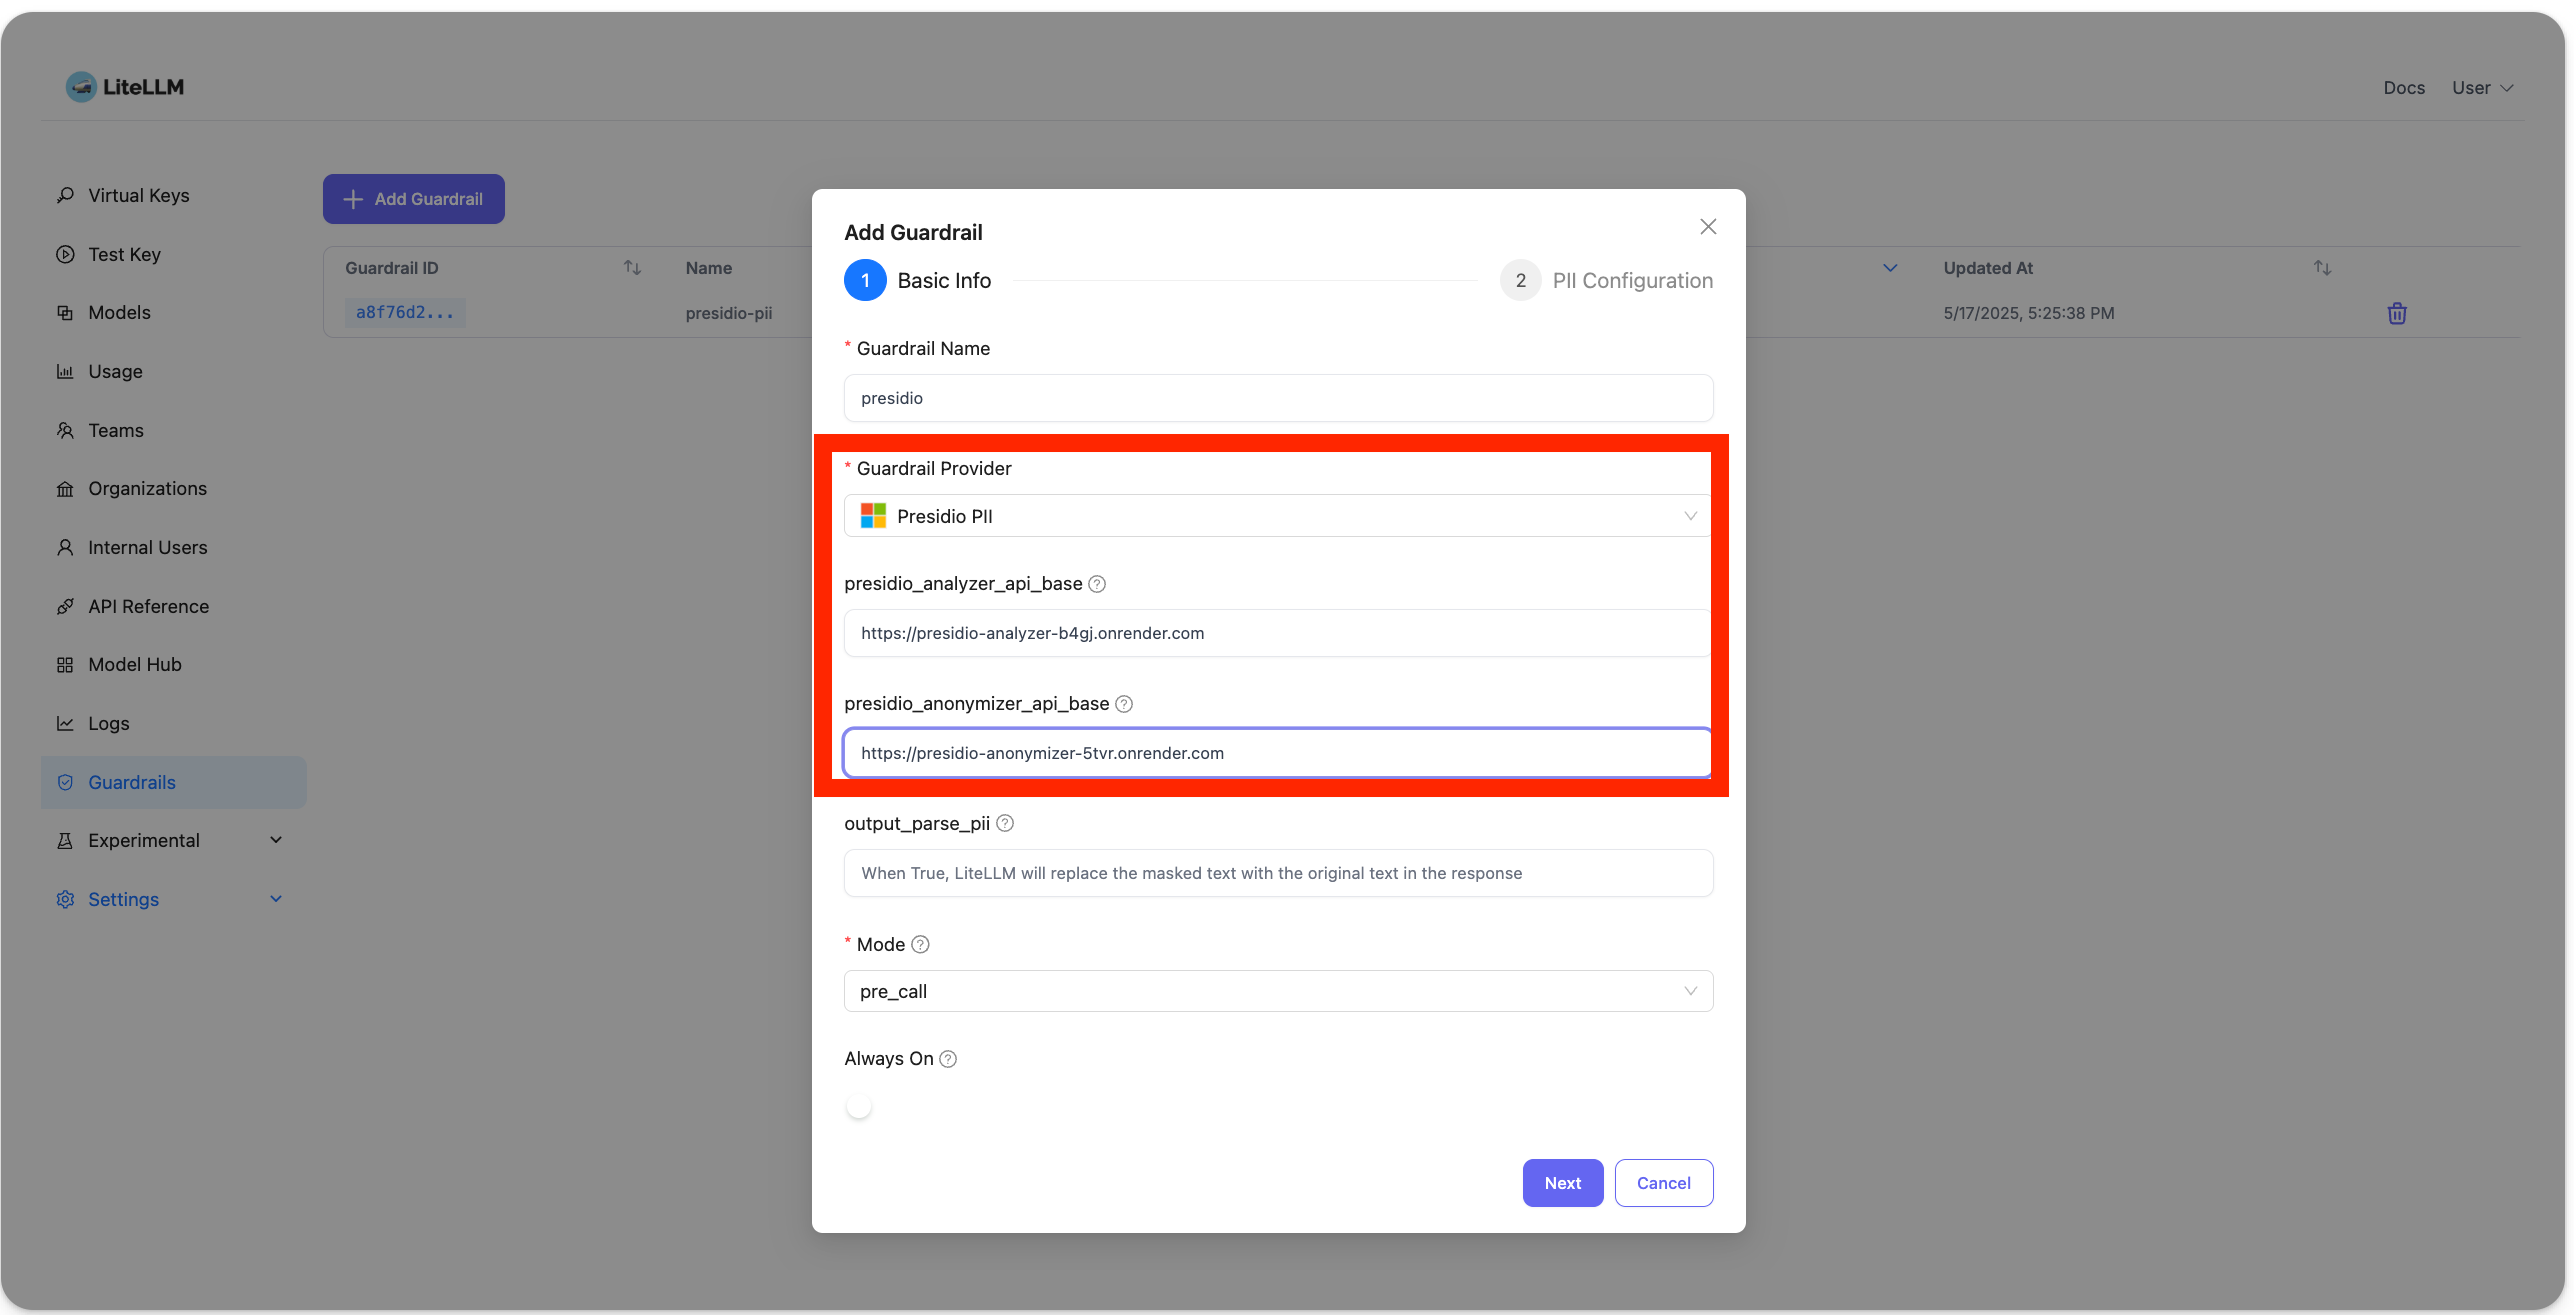 LiteLLM
Docs User
Virtual Keys
Test Key
Models
Usage
Teams
Organizations
Internal Users
API Reference
Model Hub
Logs
Guardrails
Experimental
Settings
+ Add Guardrail
Guardrail ID Name Updated At
a8f76d2... presidio-pii 5/17/2025, 5:25:38 PM
Add Guardrail
1 Basic Info 2 PII Configuration
* Guardrail Name
presidio
* Guardrail Provider
Presidio PII
presidio_analyzer_api_base ?
https://presidio-analyzer-b4gj.onrender.com
presidio_anonymizer_api_base ?
https://presidio-anonymizer-5tvr.onrender.com
output_parse_pii ?
When True, LiteLLM will replace the masked text with the original text in the response
* Mode ?
pre_call
Always On ?
Next Cancel